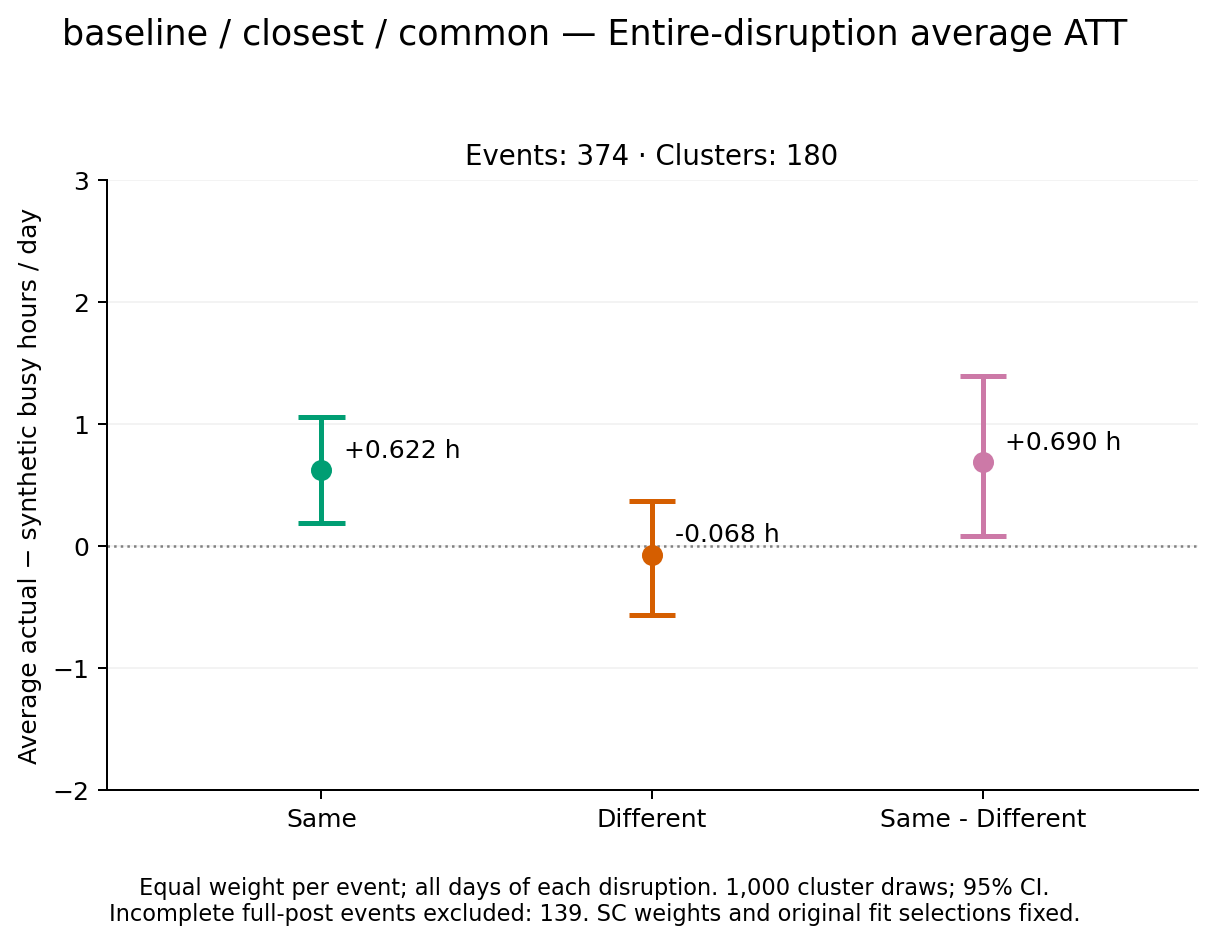 baseline / closest / common — Entire-disruption average ATT
Events: 374 · Clusters: 180
Average actual − synthetic busy hours / day
3
2
1
0
−1
−2
+0.622 h
-0.068 h
+0.690 h
Same
Different
Same - Different
Equal weight per event; all days of each disruption. 1,000 cluster draws; 95% CI.
Incomplete full-post events excluded: 139. SC weights and original fit selections fixed.